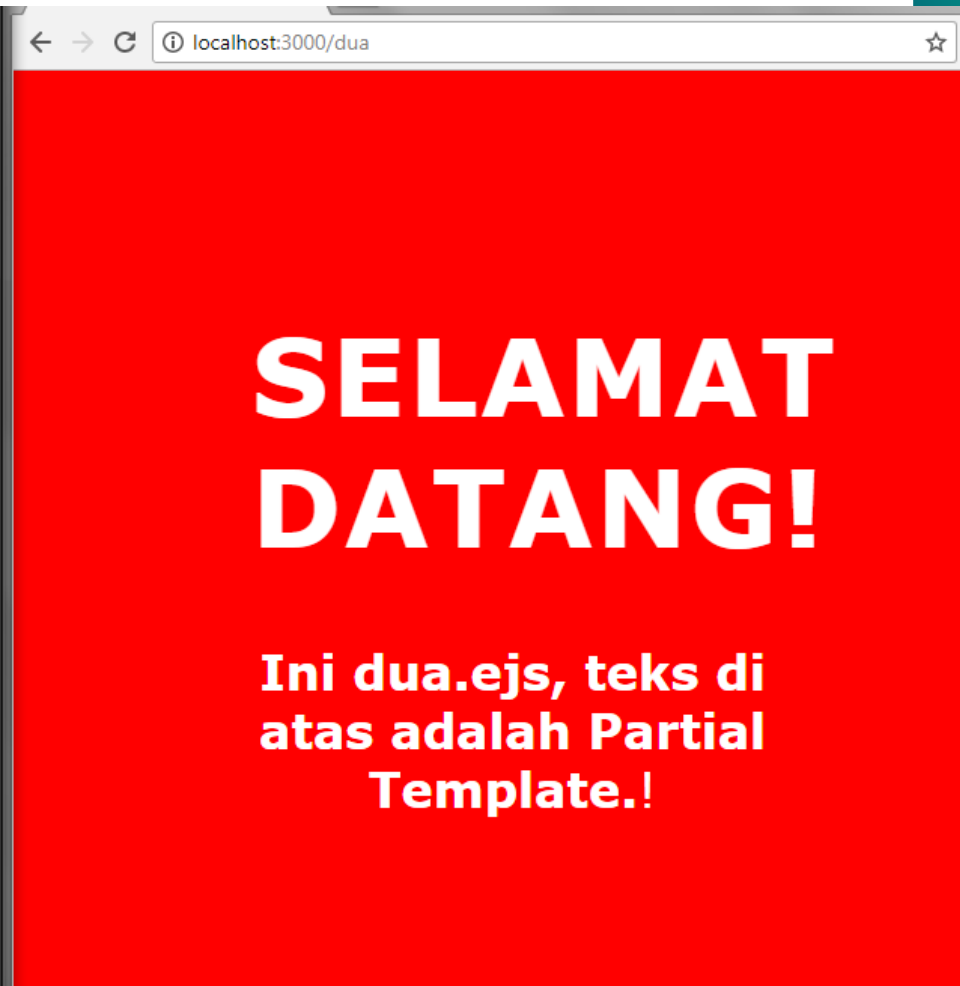 localhost:3000/dua
SELAMAT
DATANG!
Ini dua.ejs, teks di
atas adalah Partial
Template.!